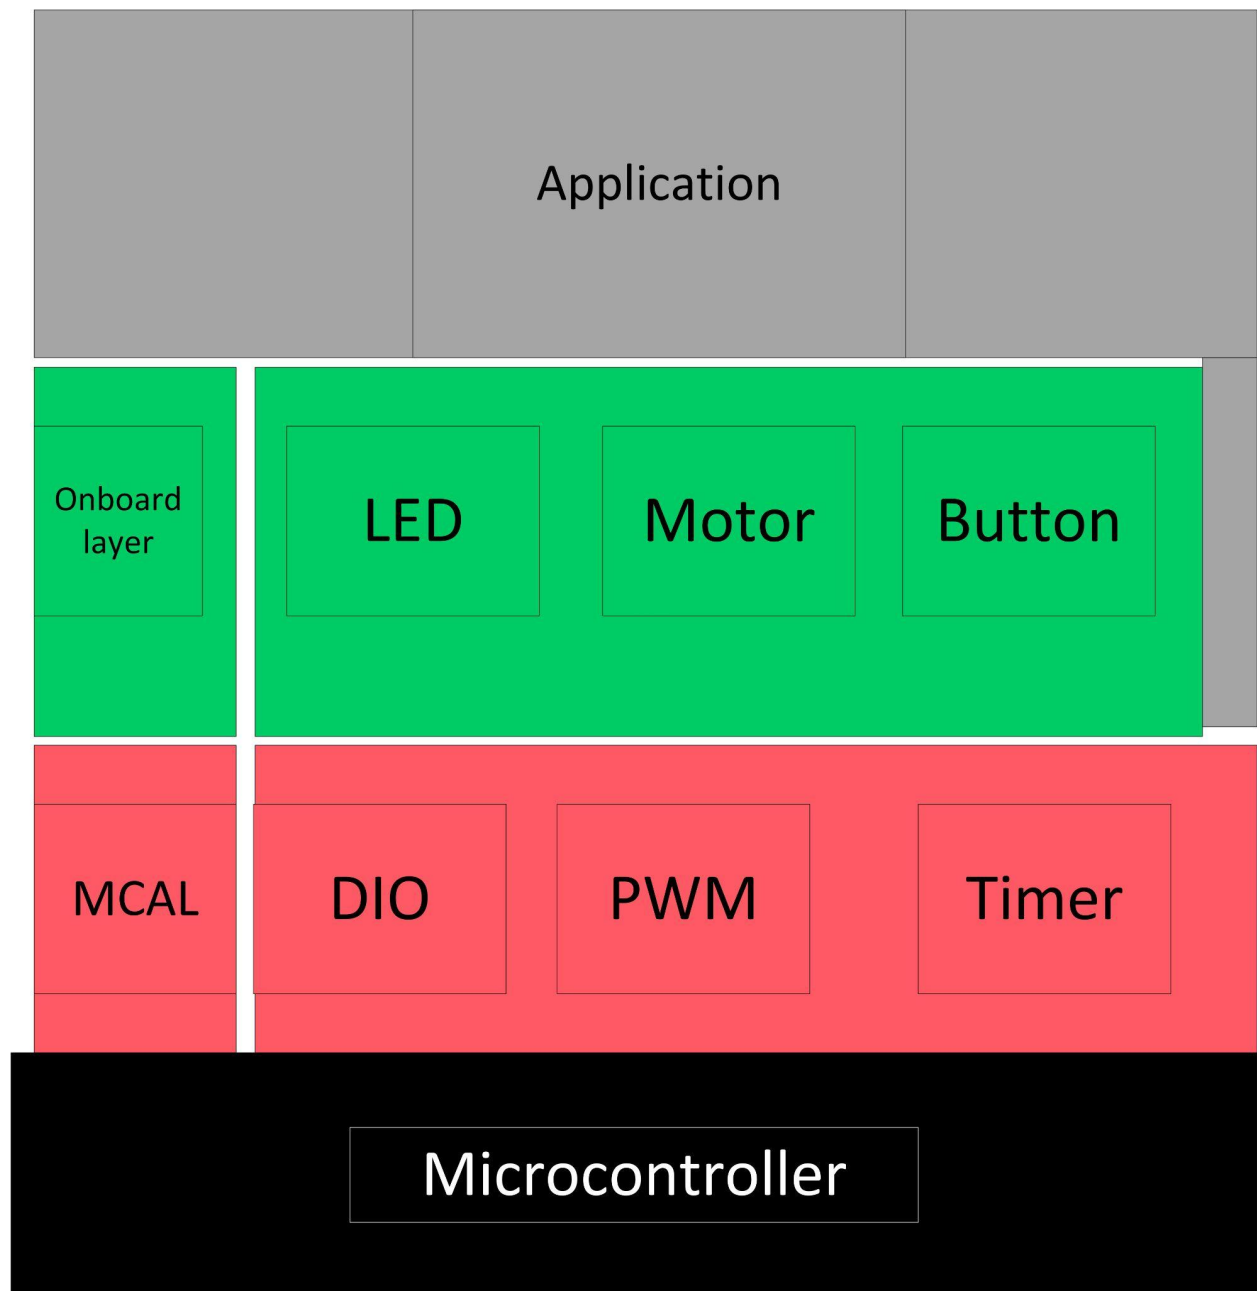 Application
Onboard
layer
LED
Motor
Button
MCAL
DIO
PWM
Timer
Microcontroller